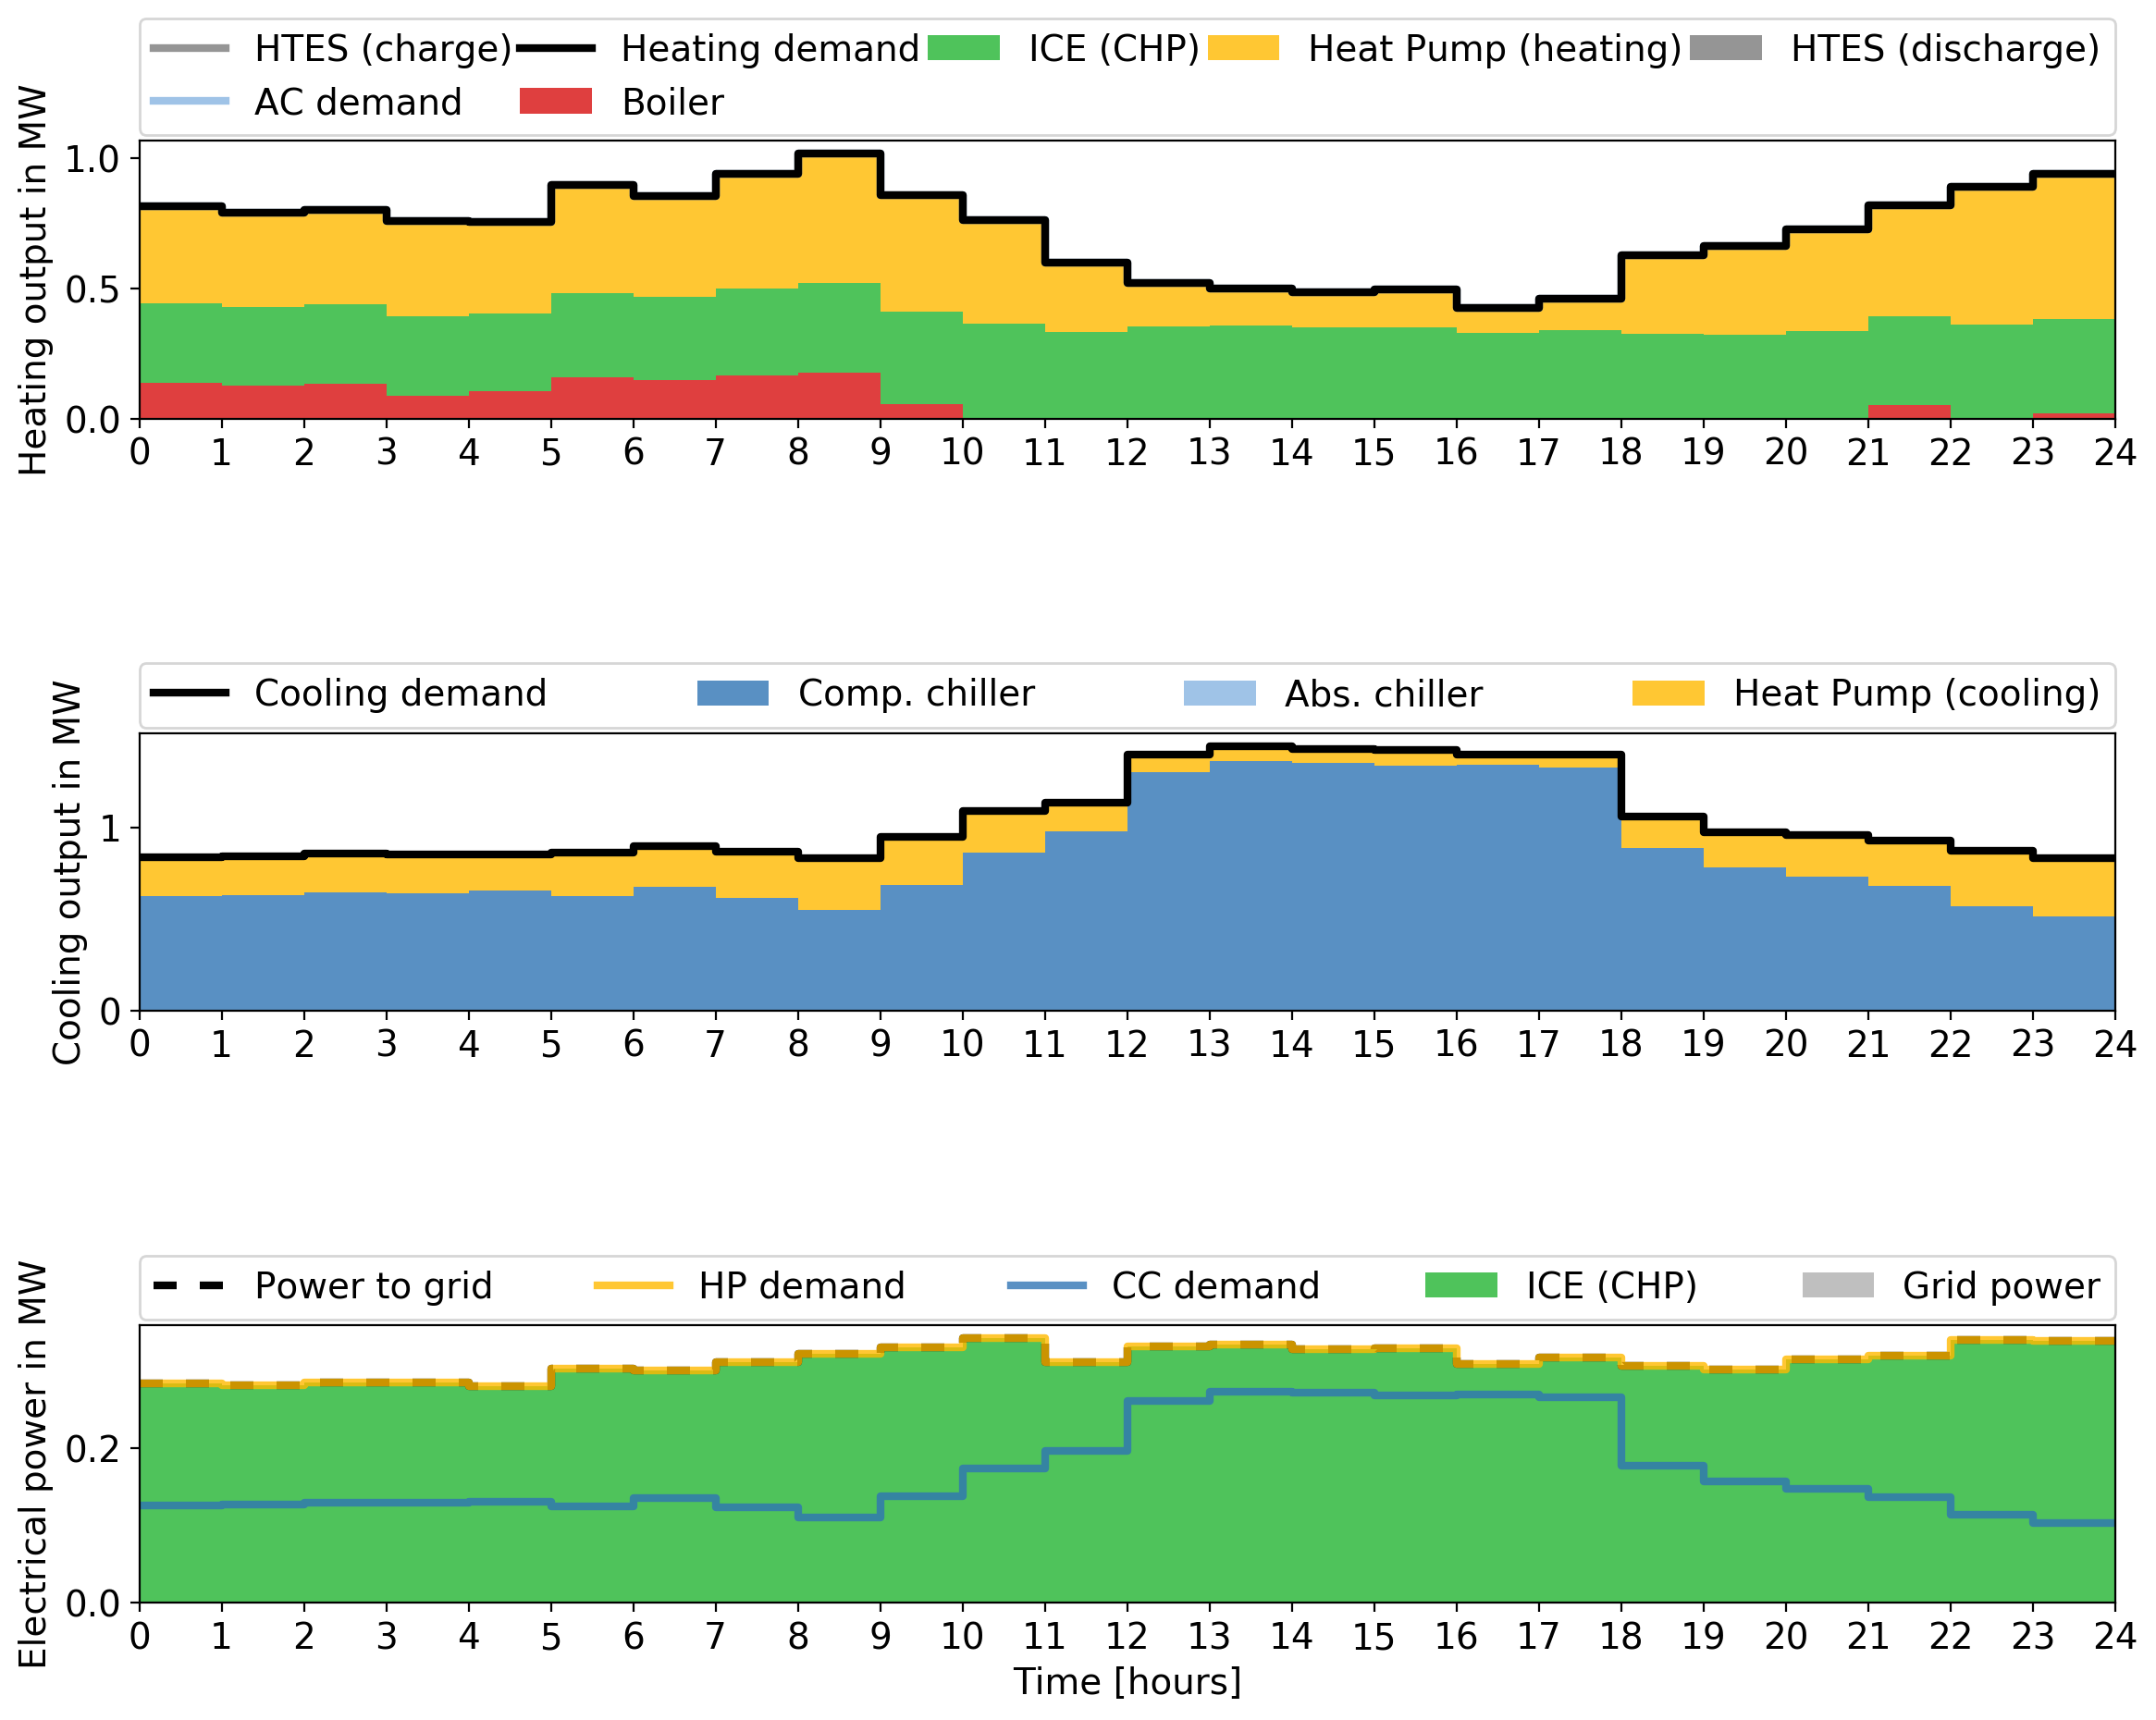 HTES (charge) Heating demand ICE (CHP) Heat Pump (heating) HTES (discharge)
AC demand Boiler
Heating output in MW
1.0
0.5
0.0
0 1 2 3 4 5 6 7 8 9 10 11 12 13 14 15 16 17 18 19 20 21 22 23 24
Cooling demand Comp. chiller Abs. chiller Heat Pump (cooling)
Cooling output in MW
1
0
0 1 2 3 4 5 6 7 8 9 10 11 12 13 14 15 16 17 18 19 20 21 22 23 24
Power to grid HP demand CC demand ICE (CHP) Grid power
Electrical power in MW
0.2
0.0
0 1 2 3 4 5 6 7 8 9 10 11 12 13 14 15 16 17 18 19 20 21 22 23 24
Time [hours]